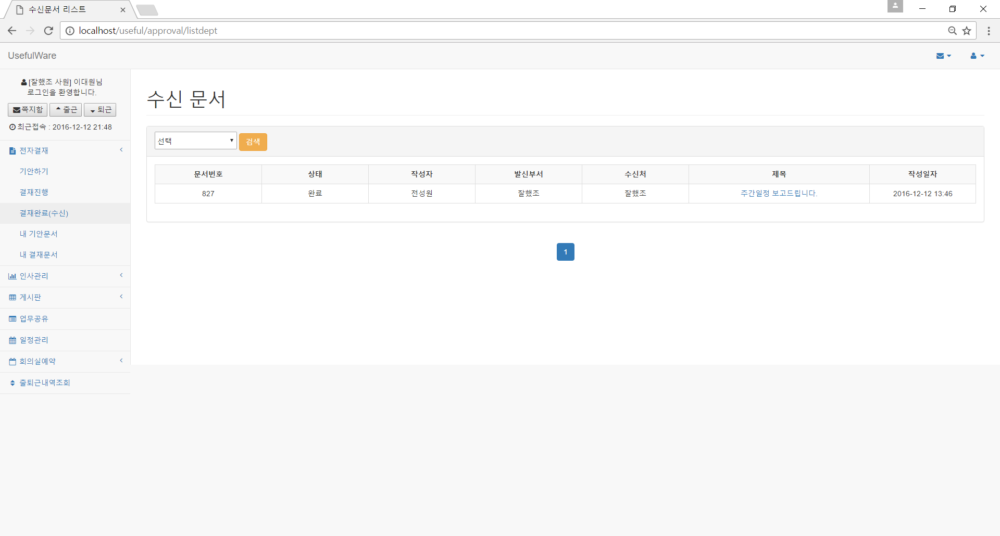 수신문서 리스트
localhost/useful/approval/listdept
UsefulWare
[잘했조 사원] 이대원님
로그인을 환영합니다.
쪽지함 출근 퇴근
최근접속 : 2016-12-12 21:48
전자결재
기안하기
결재진행
결재완료(수신)
내 기안문서
내 결재문서
인사관리
게시판
업무공유
일정관리
회의실예약
출퇴근내역조회
수신 문서
선택 검색
문서번호 상태 작성자 발신부서 수신처 제목 작성일자
827 완료 전성원 잘했조 잘했조 주간일정 보고드립니다. 2016-12-12 13:46
1